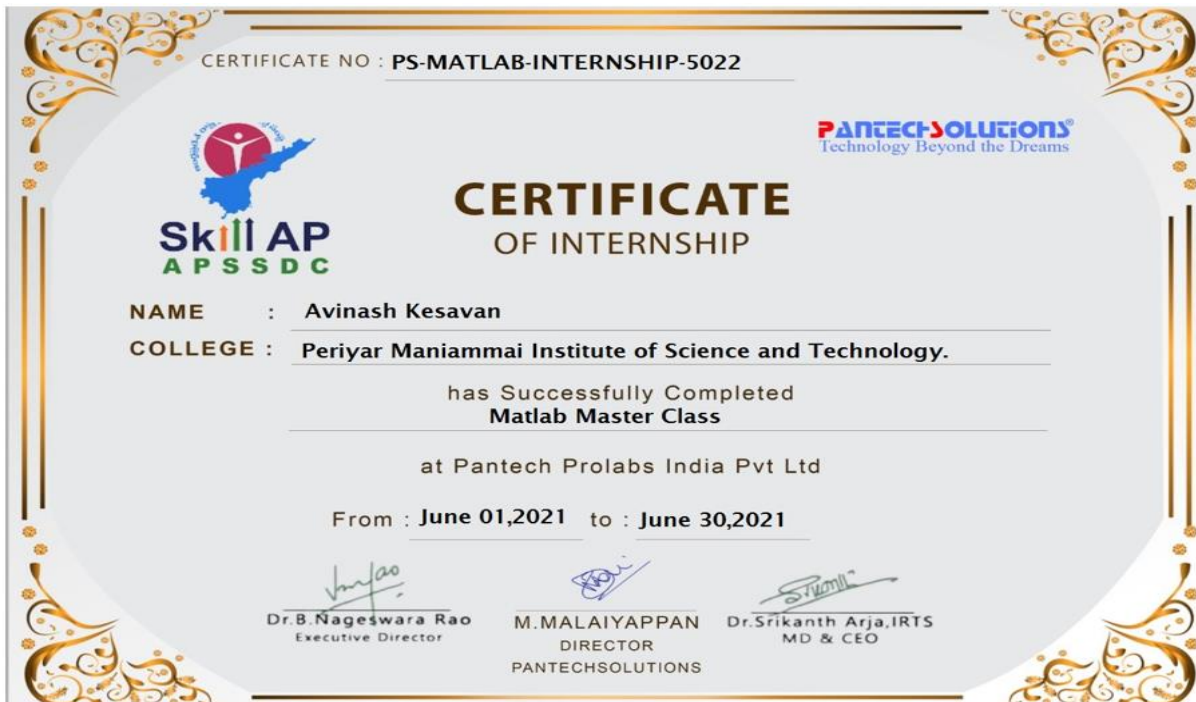 CERTIFICATE NO : PS-MATLAB-INTERNSHIP-5022
PANTECHSOLUTIONS®
Technology Beyond the Dreams
Skill AP
APSSDC
CERTIFICATE
OF INTERNSHIP
NAME : Avinash Kesavan
COLLEGE : Periyar Maniammai Institute of Science and Technology.
has Successfully Completed
Matlab Master Class
at Pantech Prolabs India Pvt Ltd
From : June 01,2021 to : June 30,2021
Dr.B.Nageswara Rao
Executive Director
M.MALAIYAPPAN
DIRECTOR
PANTECHSOLUTIONS
Dr.Srikanth Arja,IRTS
MD & CEO